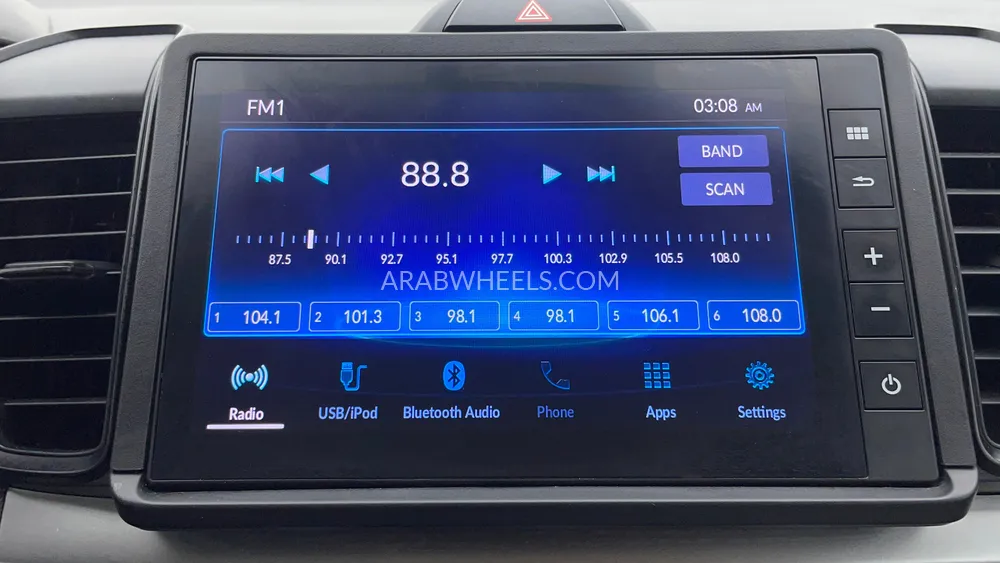 FM1 03:08 AM
88.8 BAND
SCAN
87.5 90.1 92.7 95.1 97.7 100.3 102.9 105.5 108.0
ARABWHEELS.COM
1 104.1 2 101.3 3 98.1 4 98.1 5 106.1 6 108.0
Radio USB/iPod Bluetooth Audio Phone Apps Settings